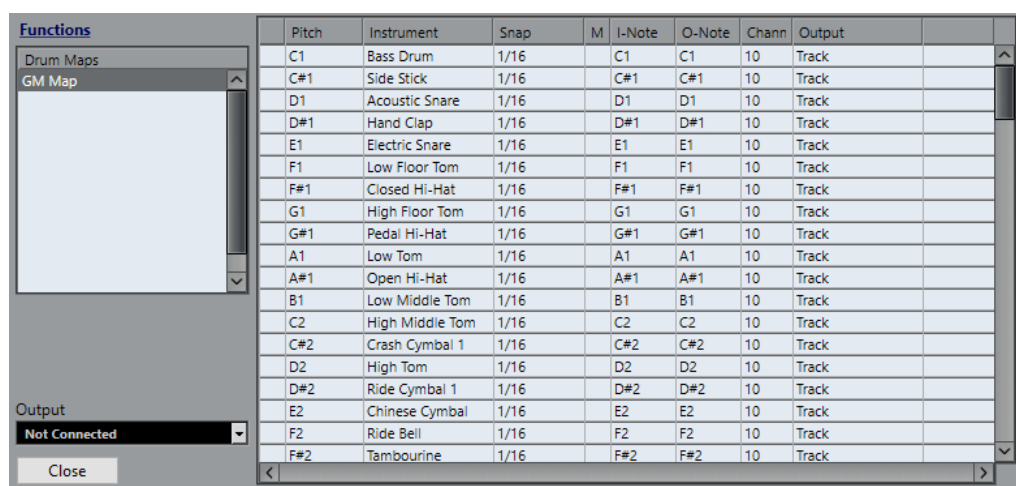 Functions
Drum Maps
GM Map
Output
Not Connected
Close
Pitch Instrument Snap M I-Note O-Note Chann Output
C1 Bass Drum 1/16 C1 C1 10 Track
C#1 Side Stick 1/16 C#1 C#1 10 Track
D1 Acoustic Snare 1/16 D1 D1 10 Track
D#1 Hand Clap 1/16 D#1 D#1 10 Track
E1 Electric Snare 1/16 E1 E1 10 Track
F1 Low Floor Tom 1/16 F1 F1 10 Track
F#1 Closed Hi-Hat 1/16 F#1 F#1 10 Track
G1 High Floor Tom 1/16 G1 G1 10 Track
G#1 Pedal Hi-Hat 1/16 G#1 G#1 10 Track
A1 Low Tom 1/16 A1 A1 10 Track
A#1 Open Hi-Hat 1/16 A#1 A#1 10 Track
B1 Low Middle Tom 1/16 B1 B1 10 Track
C2 High Middle Tom 1/16 C2 C2 10 Track
C#2 Crash Cymbal 1 1/16 C#2 C#2 10 Track
D2 High Tom 1/16 D2 D2 10 Track
D#2 Ride Cymbal 1 1/16 D#2 D#2 10 Track
E2 Chinese Cymbal 1/16 E2 E2 10 Track
F2 Ride Bell 1/16 F2 F2 10 Track
F#2 Tambourine 1/16 F#2 F#2 10 Track